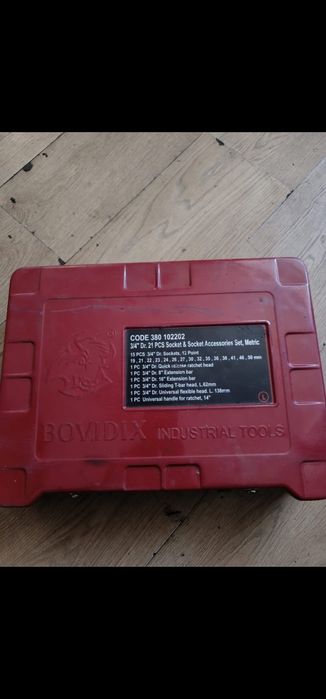 CODE 380 102202
3/4" Dr. 21 PCS Socket & Socket Accessories Set, Metric
15 PCS 3/4" Dr. Sockets, 12 Point
19 , 21 , 22 , 23 , 24 , 26 , 27 , 30 , 32 , 35 , 36 , 38 , 41 , 46 , 50 mm
1 PC 3/4" Dr. Quick release ratchet head
1 PC 3/4" Dr. 8" Extension bar
1 PC 3/4" Dr. 16" Extension bar
1 PC 3/4" Dr. Sliding T-bar head, L.62mm
1 PC 3/4" Dr. Universal flexible head. L. 138mm
1 PC Universal handle for ratchet, 14"
BOVIDIX INDUSTRIAL TOOLS